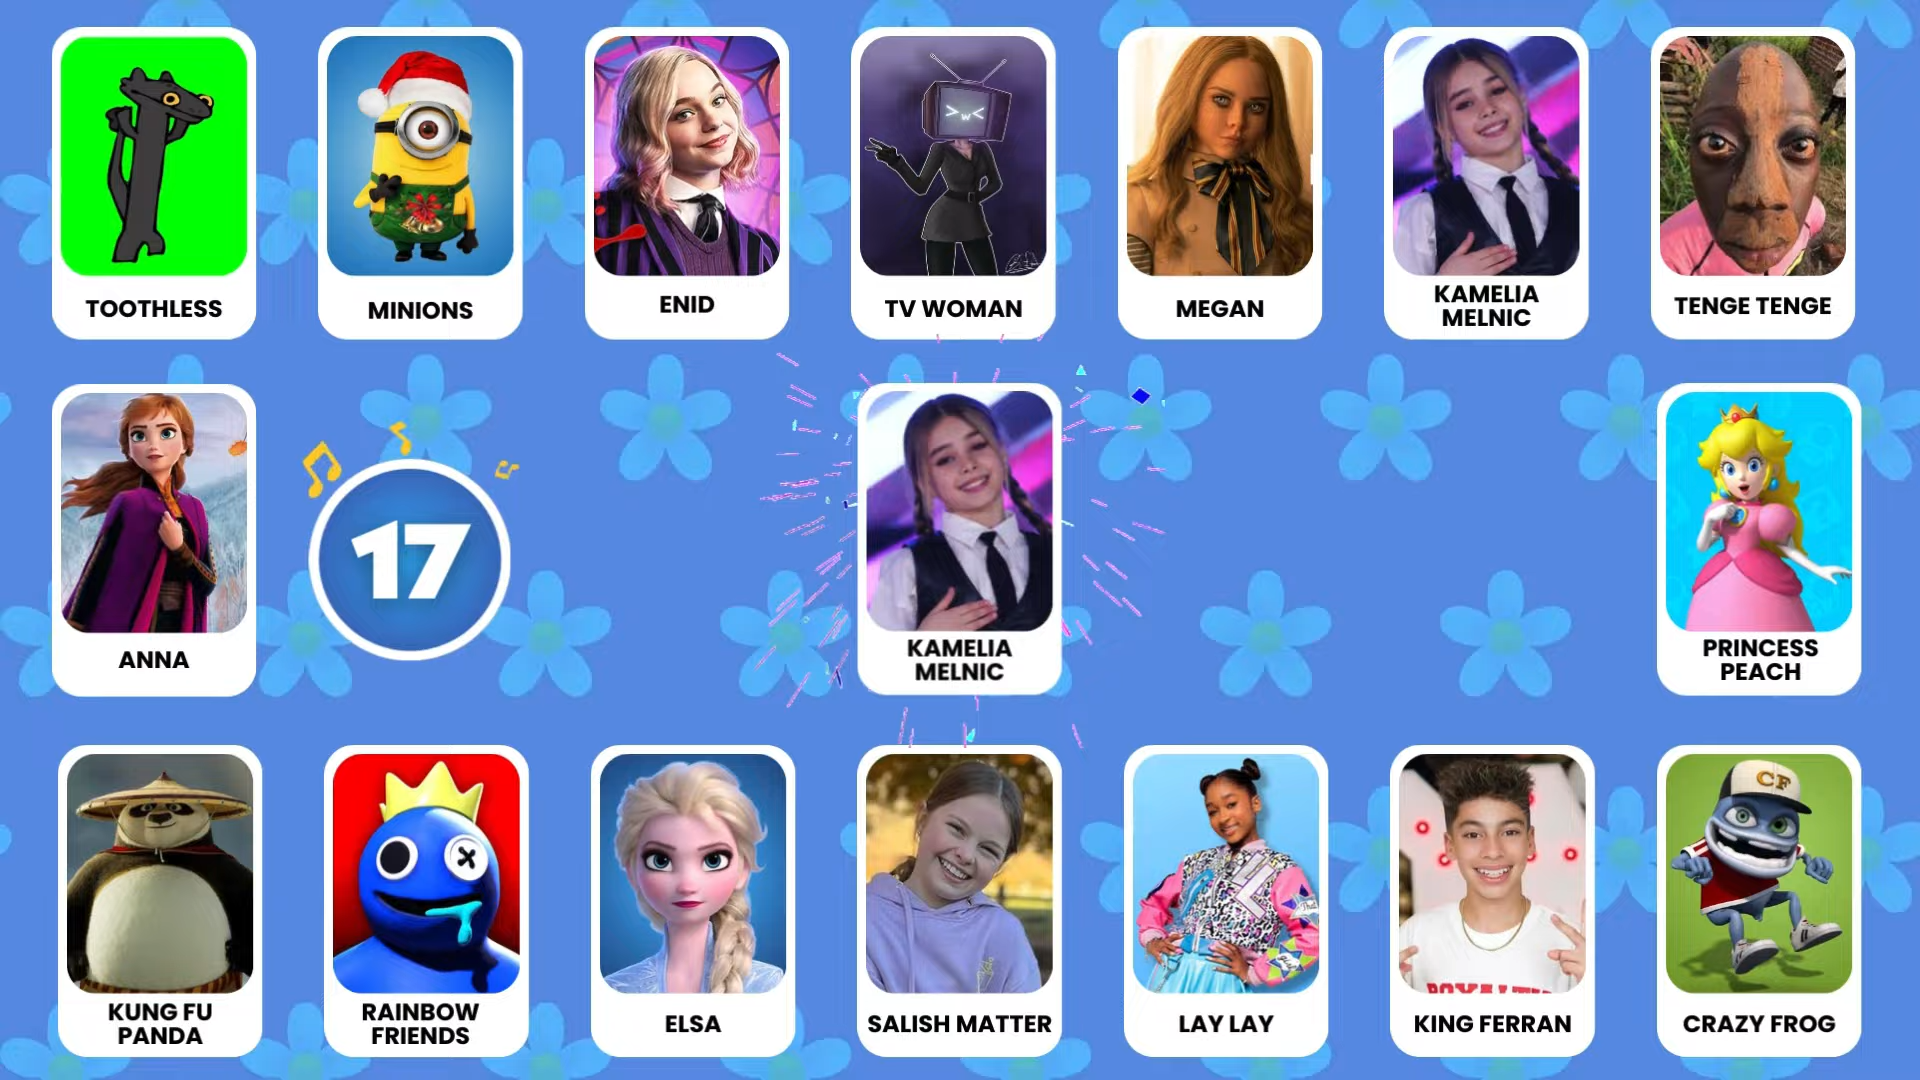 TOOTHLESS
MINIONS
ENID
TV WOMAN
MEGAN
KAMELIA
MELNIC
TENGE TENGE
ANNA
17
KAMELIA
MELNIC
PRINCESS
PEACH
CF
KUNG FU
PANDA
RAINBOW
FRIENDS
ELSA
SALISH MATTER
LAY LAY
KING FERRAN
CRAZY FROG